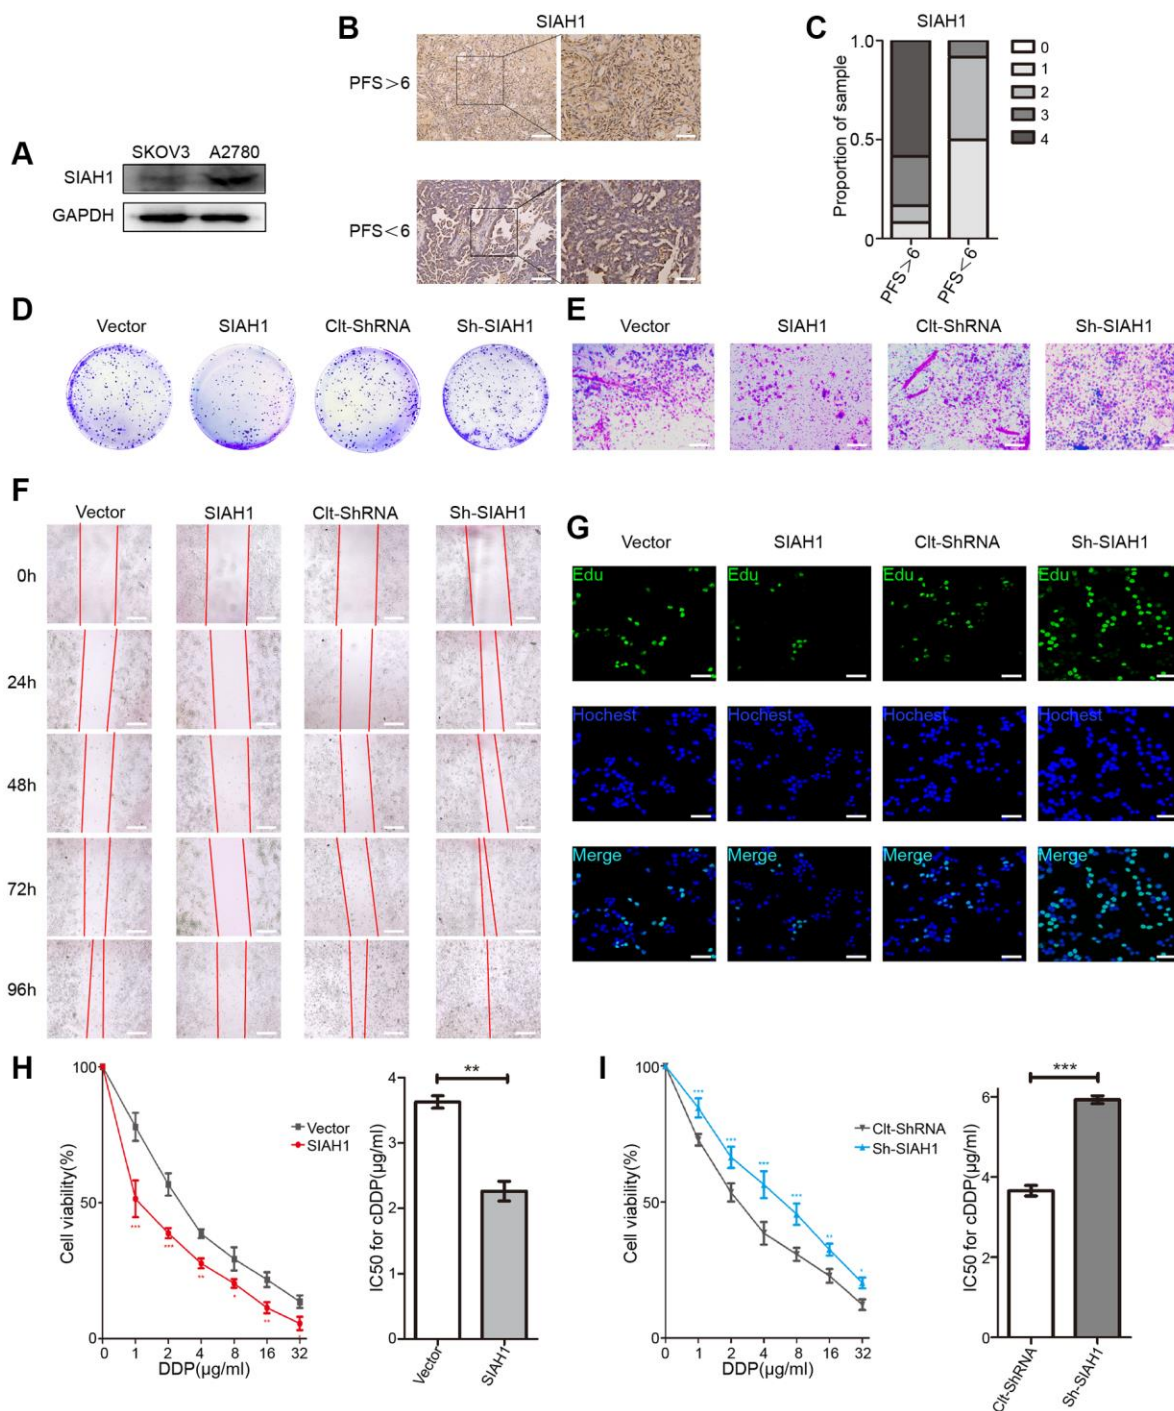 A
SKOV3 A2780
SIAH1
GAPDH
B
SIAH1
PFS>6
PFS<6
C
SIAH1
Proportion of sample
1.0
0.5
0
PFS>6
PFS<6
0
1
2
3
4
D
Vector SIAH1 Clt-ShRNA Sh-SIAH1
E
Vector SIAH1 Clt-ShRNA Sh-SIAH1
F
Vector SIAH1 Clt-ShRNA Sh-SIAH1
0h
24h
48h
72h
96h
G
Vector SIAH1 Clt-ShRNA Sh-SIAH1
Edu Edu Edu Edu
Hochest Hochest Hochest Hochest
Merge Merge Merge Merge
H
Cell viability(%)
100
50
0
0 1 2 4 8 16 32
DDP(μg/ml)
Vector
SIAH1
*** *** ** * **
IC50 for cDDP(μg/ml)
4
3
2
1
0
**
Vector
SIAH1
I
Cell viability(%)
100
50
0
0 1 2 4 8 16 32
DDP(μg/ml)
Clt-ShRNA
Sh-SIAH1
*** *** *** *** ** *
IC50 for cDDP(μg/ml)
6
4
2
0
***
Clt-ShRNA
Sh-SIAH1